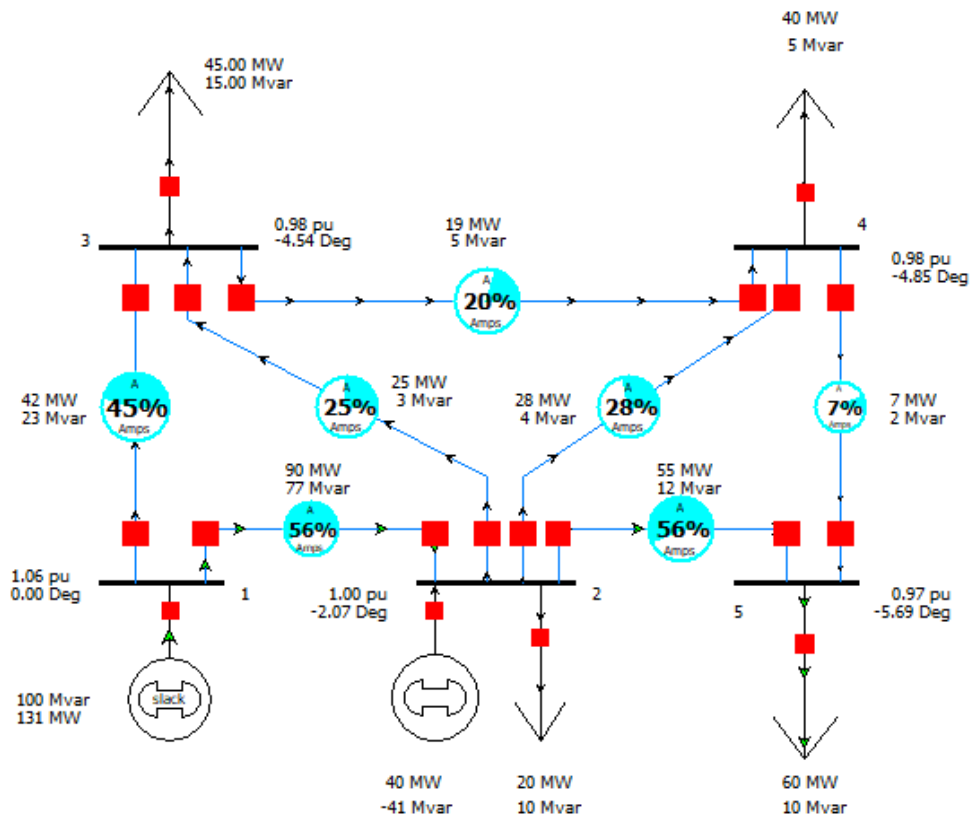 40 MW
5 Mvar
45.00 MW
15.00 Mvar
3
0.98 pu
-4.54 Deg
19 MW
5 Mvar
4
0.98 pu
-4.85 Deg
A
20%
Amps
42 MW
23 Mvar
A
45%
Amps
A
25%
Amps
25 MW
3 Mvar
28 MW
4 Mvar
A
28%
Amps
A
7%
Amps
7 MW
2 Mvar
90 MW
77 Mvar
A
56%
Amps
55 MW
12 Mvar
A
56%
Amps
1.06 pu
0.00 Deg
1
1.00 pu
-2.07 Deg
2
5
0.97 pu
-5.69 Deg
slack
100 Mvar
131 MW
40 MW
-41 Mvar
20 MW
10 Mvar
60 MW
10 Mvar